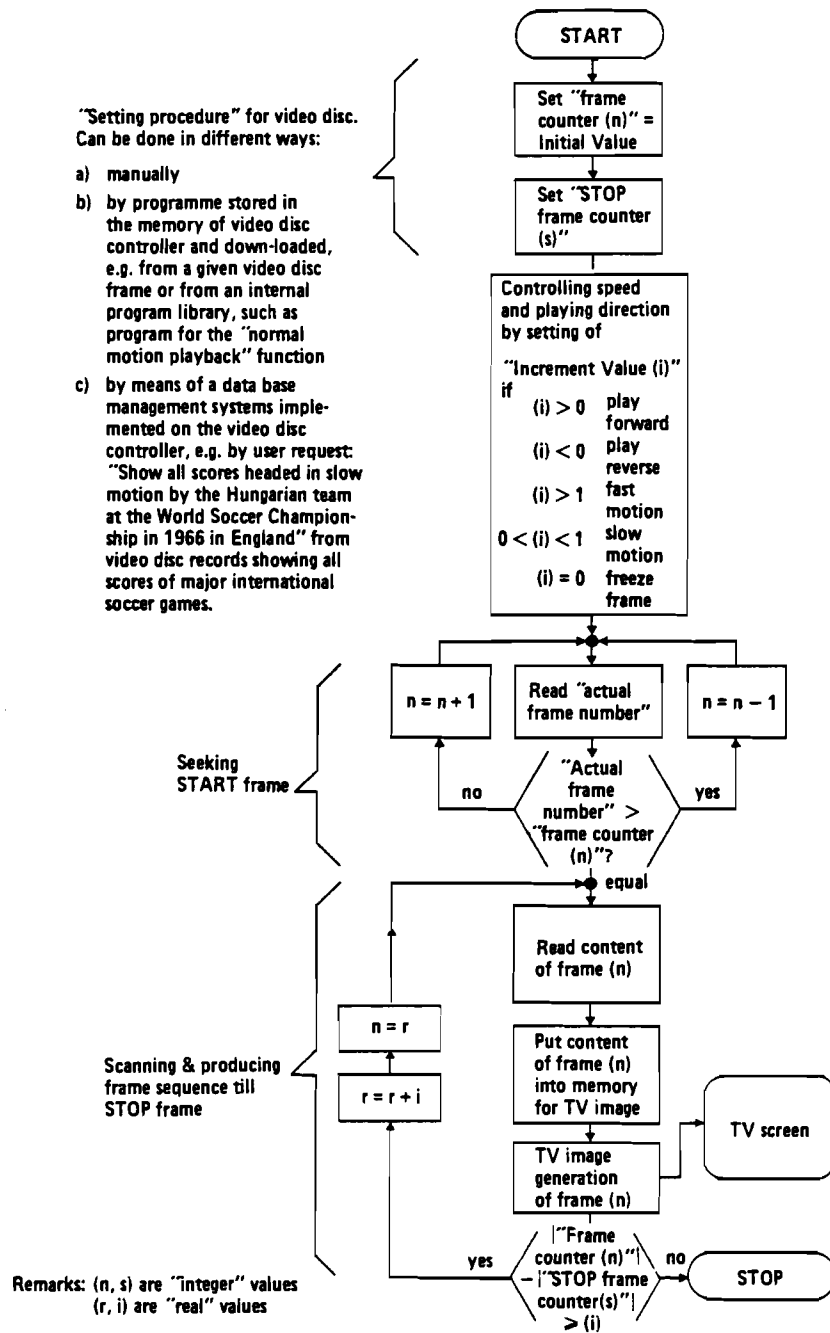 START
Set "frame
counter (n)" =
Initial Value
Set "STOP
frame counter
(s)"
"Setting procedure" for video disc.
Can be done in different ways:
a) manually
b) by programme stored in
the memory of video disc
controller and down-loaded,
e.g. from a given video disc
frame or from an internal
program library, such as
program for the "normal
motion playback" function
c) by means of a data base
management systems imple-
mented on the video disc
controller, e.g. by user request:
"Show all scores headed in slow
motion by the Hungarian team
at the World Soccer Champion-
ship in 1966 in England" from
video disc records showing all
scores of major international
soccer games.
Controlling speed
and playing direction
by setting of
"Increment Value (i)"
if
(i) > 0 play
forward
(i) < 0 play
reverse
(i) > 1 fast
motion
0 < (i) < 1 slow
motion
(i) = 0 freeze
frame
n = n + 1
Read "actual
frame number"
n = n − 1
Seeking
START frame
no
"Actual
frame
number" >
"frame counter
(n)"?
yes
equal
Read content
of frame (n)
n = r
r = r + i
Scanning & producing
frame sequence till
STOP frame
Put content
of frame (n)
into memory
for TV image
TV image
generation
of frame (n)
TV screen
yes
|"Frame
counter (n)"|
− |"STOP frame
counter(s)"|
⩾ (i)
no
STOP
Remarks: (n, s) are "integer" values
(r, i) are "real" values